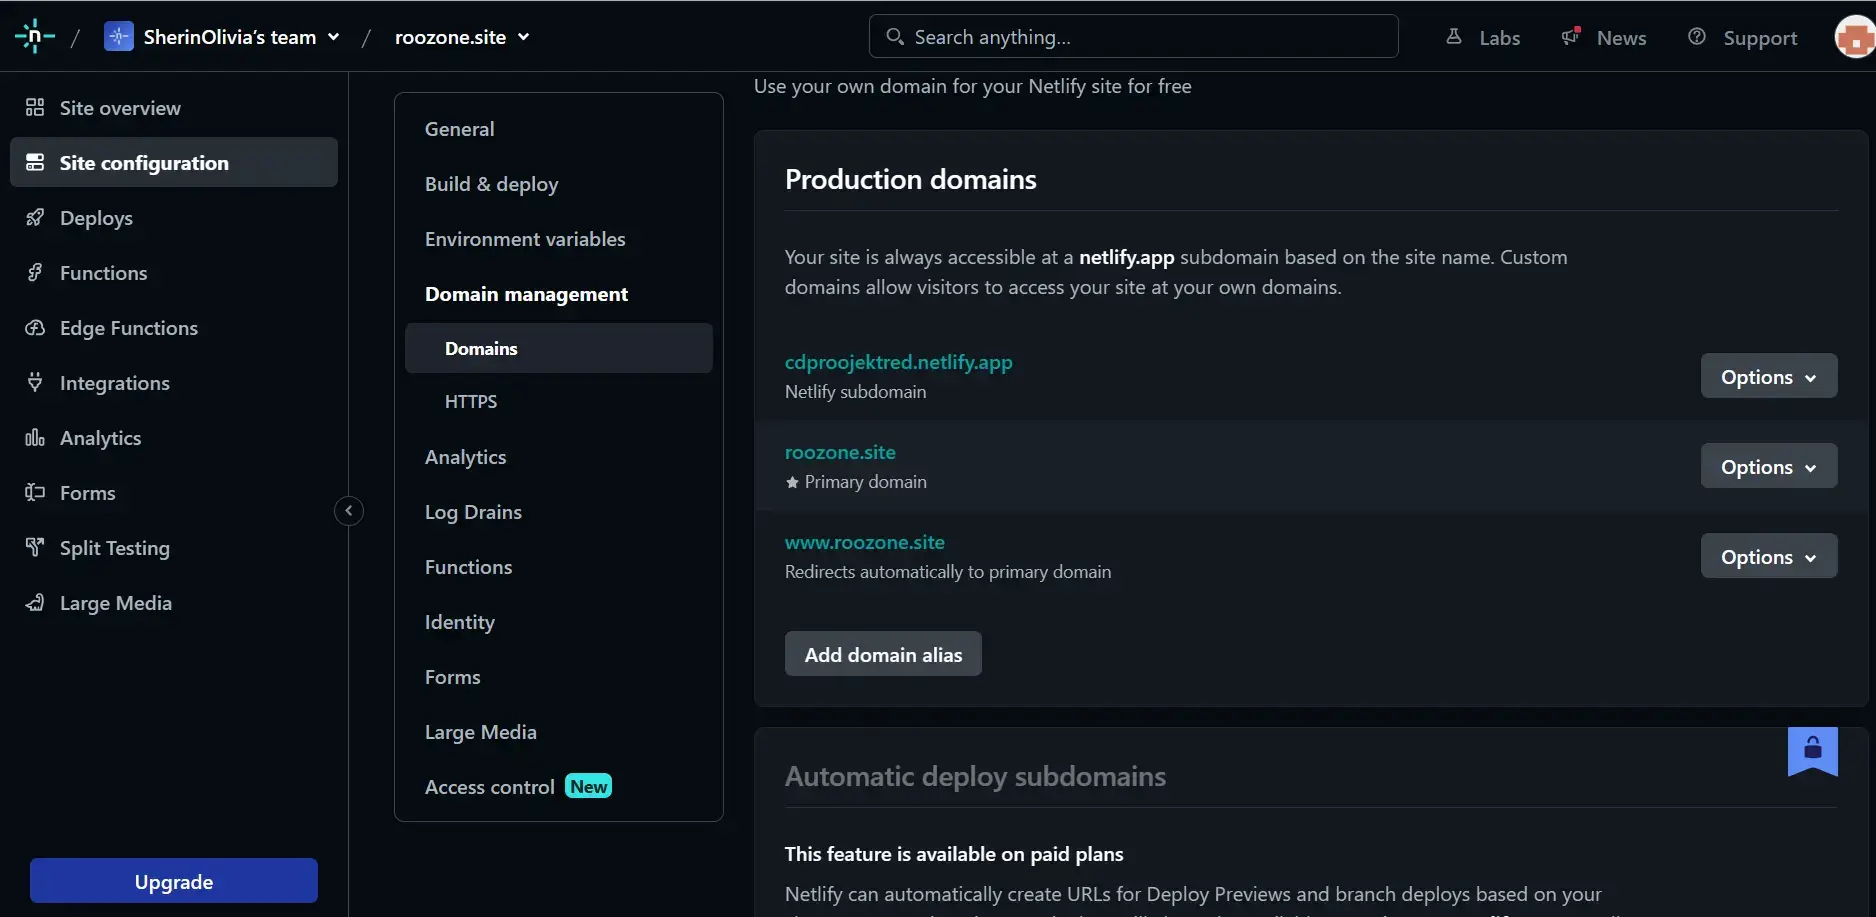 n / SherinOlivia's team / roozone.site
Search anything...
Labs
News
Support
Site overview
Site configuration
Deploys
Functions
Edge Functions
Integrations
Analytics
Forms
Split Testing
Large Media
Upgrade
General
Build & deploy
Environment variables
Domain management
Domains
HTTPS
Analytics
Log Drains
Functions
Identity
Forms
Large Media
Access control New
Use your own domain for your Netlify site for free
Production domains
Your site is always accessible at a netlify.app subdomain based on the site name. Custom
domains allow visitors to access your site at your own domains.
cdproojektred.netlify.app
Netlify subdomain
Options
roozone.site
★ Primary domain
Options
www.roozone.site
Redirects automatically to primary domain
Options
Add domain alias
Automatic deploy subdomains
This feature is available on paid plans
Netlify can automatically create URLs for Deploy Previews and branch deploys based on your